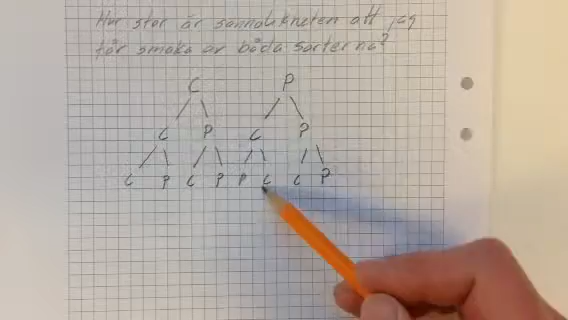 Hur stor är sannolikheten att jag
får smaka av båda sorterna?
C P
C P C P
C P C P P C C P